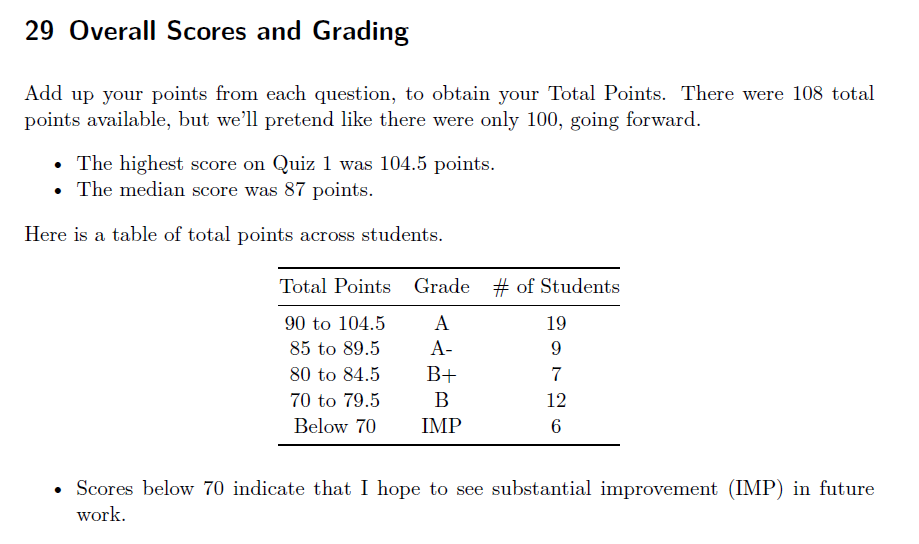 29 Overall Scores and Grading
Add up your points from each question, to obtain your Total Points. There were 108 total
points available, but we'll pretend like there were only 100, going forward.
• The highest score on Quiz 1 was 104.5 points.
• The median score was 87 points.
Here is a table of total points across students.
Total Points Grade # of Students
90 to 104.5 A 19
85 to 89.5 A- 9
80 to 84.5 B+ 7
70 to 79.5 B 12
Below 70 IMP 6
• Scores below 70 indicate that I hope to see substantial improvement (IMP) in future
work.